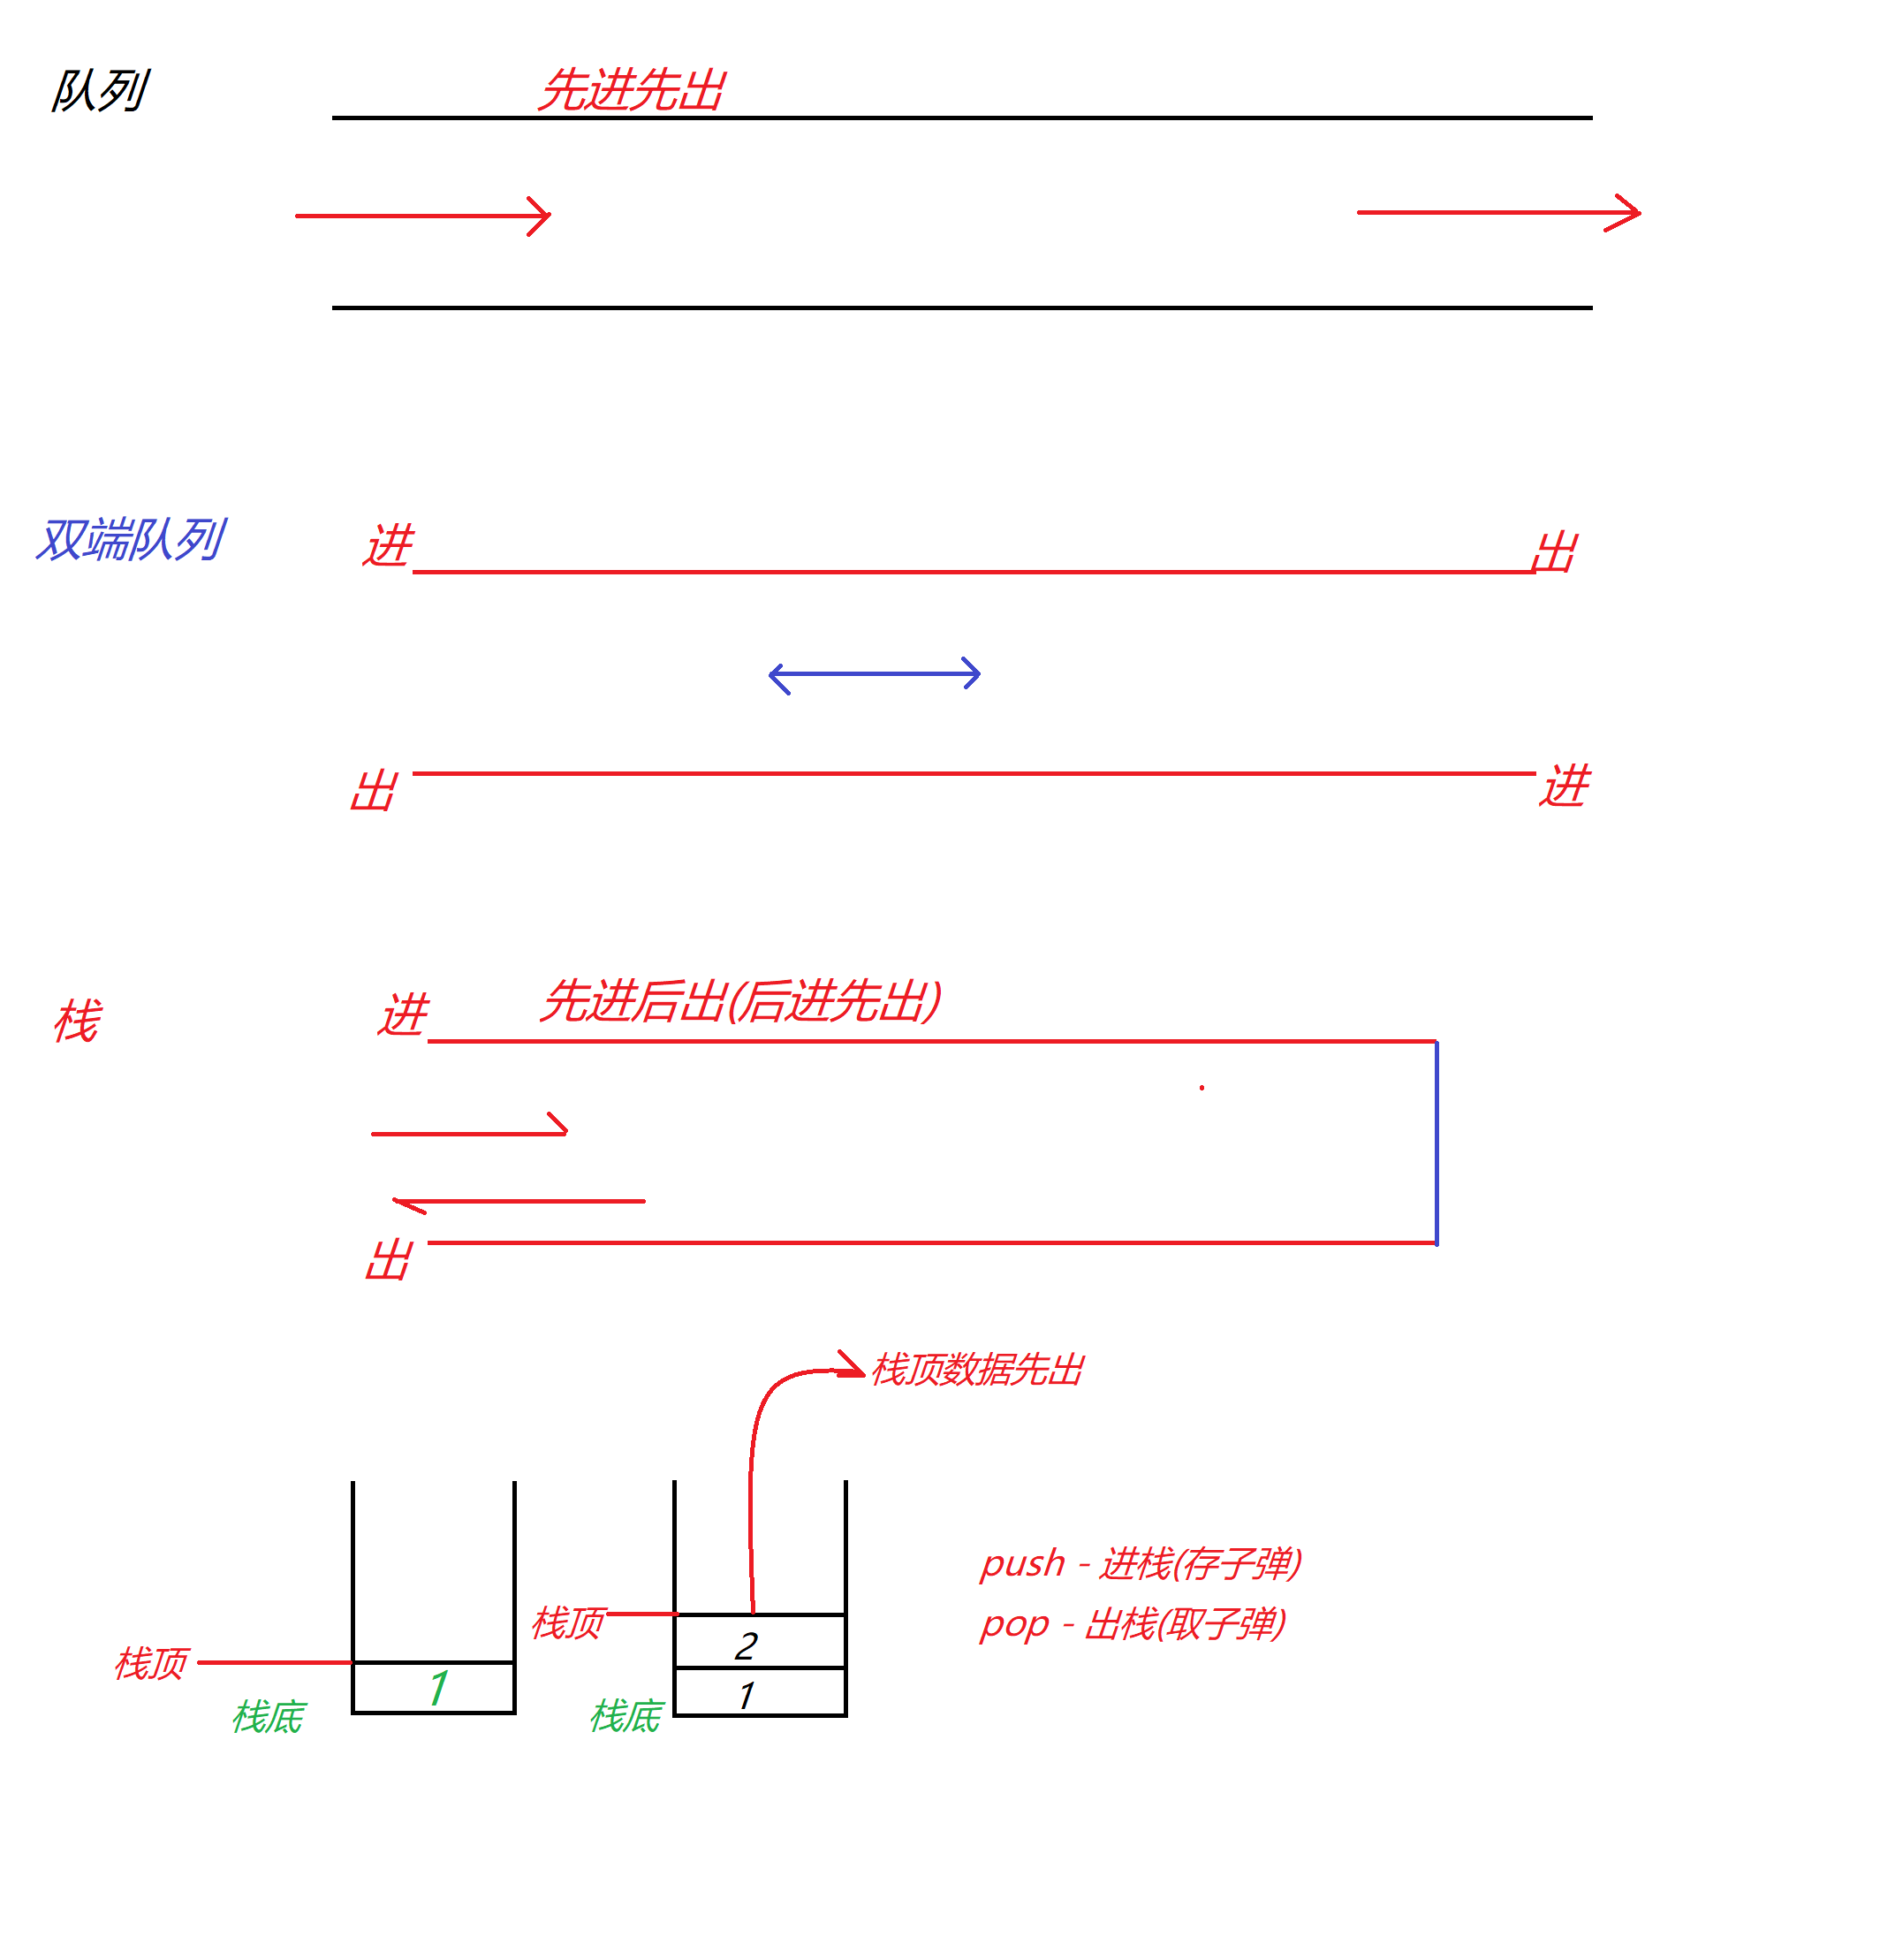 队列
先进先出
双端队列
进
出
出
进
栈
进
先进后出(后进先出)
出
栈顶数据先出
push - 进栈(存子弹)
pop - 出栈(取子弹)
栈顶
2
栈顶
1
1
栈底
栈底